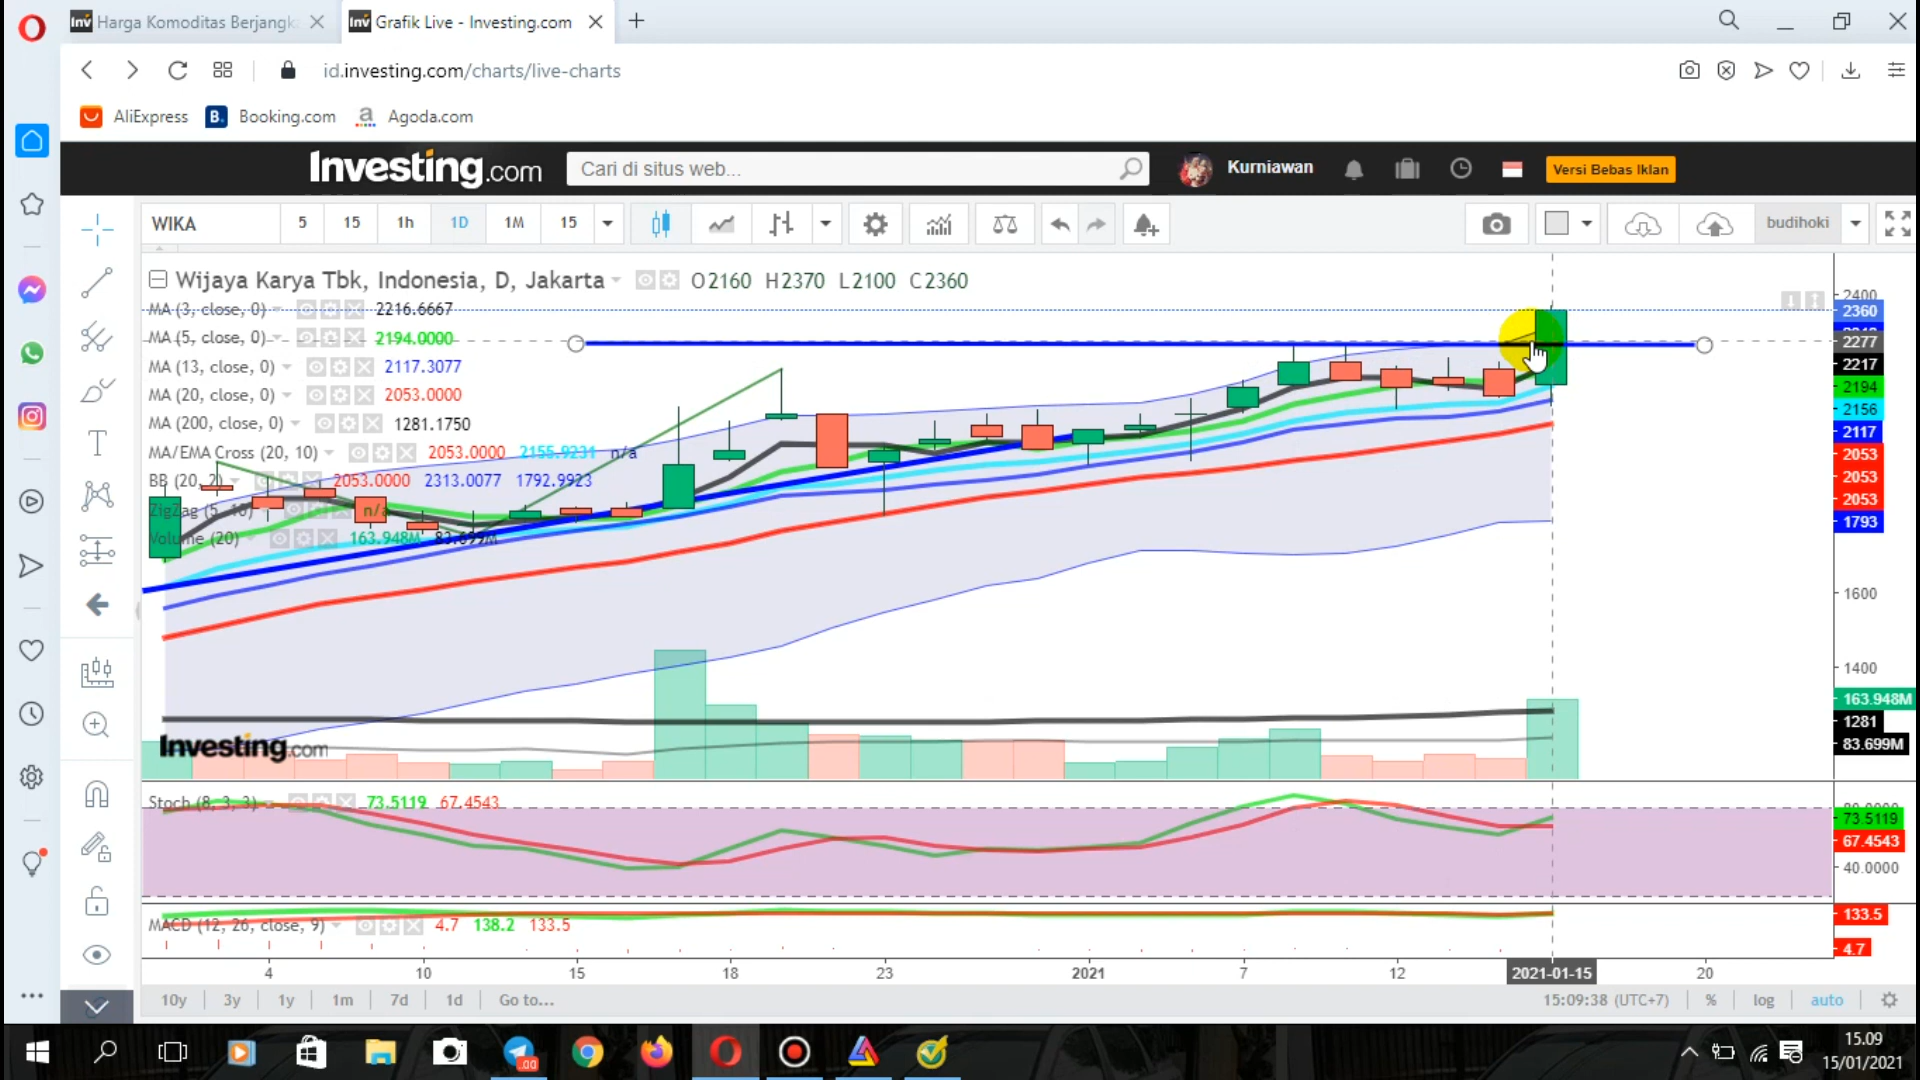 Harga Komoditas Berjangk
Grafik Live - Investing.com
id.investing.com/charts/live-charts
AliExpress
B. Booking.com
a Agoda.com
Investing.com
Cari di situs web...
Kurniawan
Versi Bebas Iklan
WIKA 5 15 1h 1D 1M 15
budihoki
Wijaya Karya Tbk, Indonesia, D, Jakarta O2160 H2370 L2100 C2360
MA (3, close, 0) 2216.6667
MA (5, close, 0) 2194.0000
MA (13, close, 0) 2117.3077
MA (20, close, 0) 2053.0000
MA (200, close, 0) 1281.1750
MA/EMA Cross (20, 10) 2053.0000 2155.9231 n/a
BB (20, 2) 2053.0000 2313.0077 1792.9923
ZigZag (5, 10) n/a
Volume (20) 163.948M 83.699M
2400
2360
2277
2217
2194
2156
2117
2053
2053
2053
1793
1600
1400
163.948M
1281
83.699M
Investing.com
Stoch (8, 3, 3) 73.5119 67.4543
73.5119
67.4543
40.0000
MACD (12, 26, close, 9) 4.7 138.2 133.5
133.5
4.7
4 10 15 18 23 2021 7 12 2021-01-15 20
10y 3y 1y 1m 7d 1d Go to...
15:09:38 (UTC+7) % log auto
15.09
15/01/2021